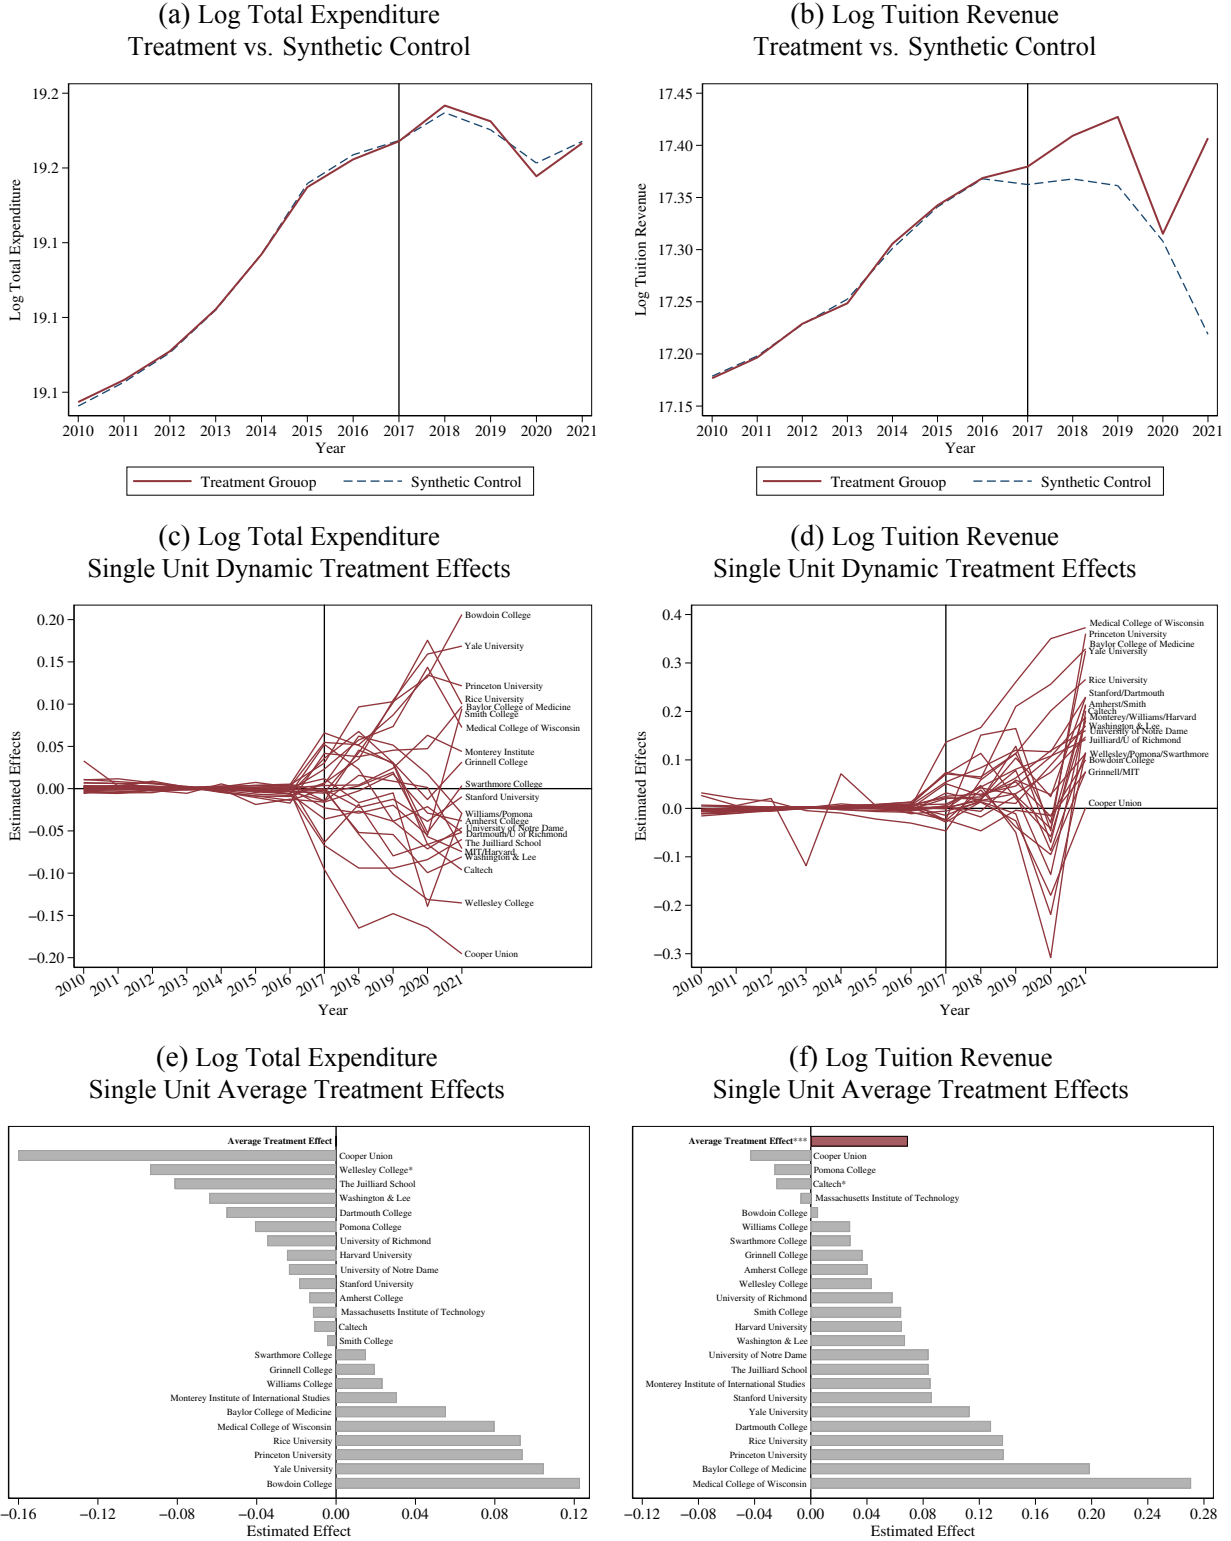 (a) Log Total Expenditure
Treatment vs. Synthetic Control
19.2
19.2
19.1
19.1
19.1
Log Total Expenditure
2010 2011 2012 2013 2014 2015 2016 2017 2018 2019 2020 2021
Year
Treatment Gruop
Synthetic Control
(b) Log Tuition Revenue
Treatment vs. Synthetic Control
17.45
17.40
17.35
17.30
17.25
17.20
17.15
Log Tuition Revenue
2010 2011 2012 2013 2014 2015 2016 2017 2018 2019 2020 2021
Year
Treatment Gruop
Synthetic Control
(c) Log Total Expenditure
Single Unit Dynamic Treatment Effects
0.20
0.15
0.10
0.05
0.00
−0.05
−0.10
−0.15
−0.20
Estimated Effects
Bowdoin College
Yale University
Princeton University
Rice University
Baylor College of Medicine
Smith College
Medical College of Wisconsin
Monterey Institute
Grinnell College
Swarthmore College
Stanford University
Williams/Pomona
Amherst College
University of Notre Dame
Dartmouth/U of Richmond
The Juilliard School
MIT/Harvard
Washington & Lee
Caltech
Wellesley College
Cooper Union
2010 2011 2012 2013 2014 2015 2016 2017 2018 2019 2020 2021
Year
(d) Log Tuition Revenue
Single Unit Dynamic Treatment Effects
0.4
0.3
0.2
0.1
0.0
−0.1
−0.2
−0.3
Estimated Effects
Medical College of Wisconsin
Princeton University
Baylor College of Medicine
Yale University
Rice University
Stanford/Dartmouth
Amherst/Smith
Caltech
Monterey/Williams/Harvard
Washington & Lee
University of Notre Dame
Juilliard/U of Richmond
Wellesley/Pomona/Swarthmore
Bowdoin College
Grinnell/MIT
Cooper Union
2010 2011 2012 2013 2014 2015 2016 2017 2018 2019 2020 2021
Year
(e) Log Total Expenditure
Single Unit Average Treatment Effects
Average Treatment Effect
Cooper Union
Wellesley College*
The Juilliard School
Washington & Lee
Dartmouth College
Pomona College
University of Richmond
Harvard University
University of Notre Dame
Stanford University
Amherst College
Massachusetts Institute of Technology
Caltech
Smith College
Swarthmore College
Grinnell College
Williams College
Monterey Institute of International Studies
Baylor College of Medicine
Medical College of Wisconsin
Rice University
Princeton University
Yale University
Bowdoin College
−0.16 −0.12 −0.08 −0.04 0.00 0.04 0.08 0.12
Estimated Effect
(f) Log Tuition Revenue
Single Unit Average Treatment Effects
Average Treatment Effect***
Cooper Union
Pomona College
Caltech*
Massachusetts Institute of Technology
Bowdoin College
Williams College
Swarthmore College
Grinnell College
Amherst College
Wellesley College
University of Richmond
Smith College
Harvard University
Washington & Lee
University of Notre Dame
The Juilliard School
Monterey Institute of International Studies
Stanford University
Yale University
Dartmouth College
Rice University
Princeton University
Baylor College of Medicine
Medical College of Wisconsin
−0.12 −0.08 −0.04 0.00 0.04 0.08 0.12 0.16 0.20 0.24 0.28
Estimated Effect